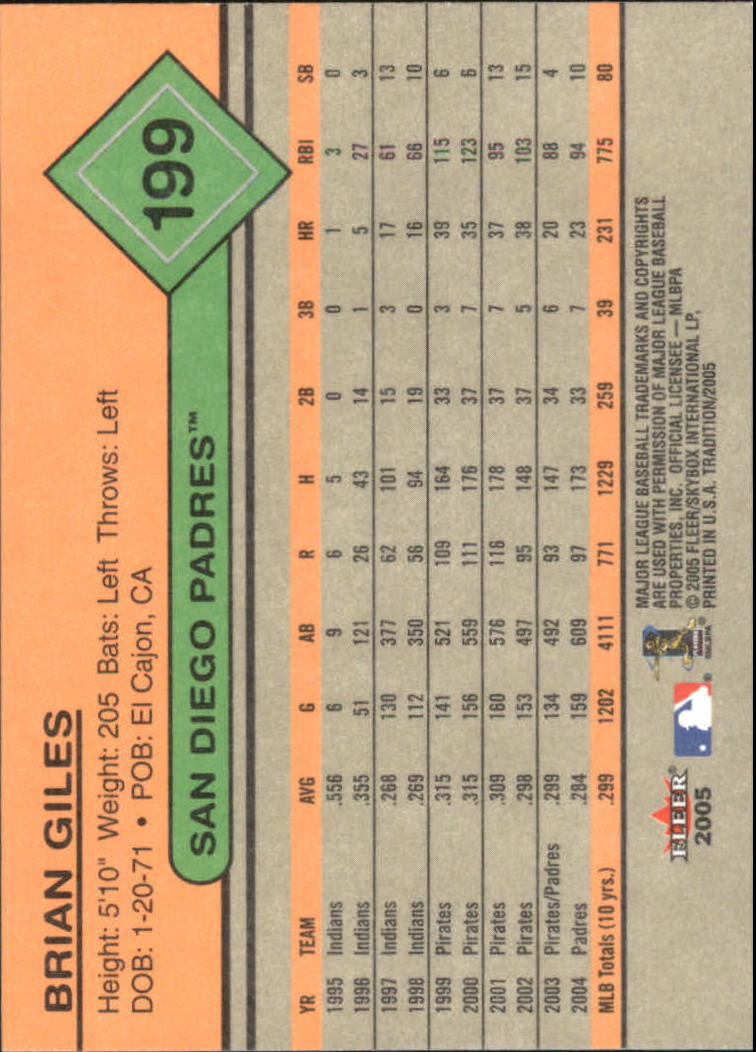 BRIAN GILES
Height: 5'10" Weight: 205 Bats: Left Throws: Left
DOB: 1-20-71 • POB: El Cajon, CA
199
SAN DIEGO PADRES™
YR TEAM AVG G AB R H 2B 3B HR RBI SB
1995 Indians .556 6 9 6 5 0 0 1 3 0
1996 Indians .355 51 121 26 43 14 1 5 27 3
1997 Indians .268 130 377 62 101 15 3 17 61 13
1998 Indians .269 112 350 56 94 19 0 16 66 10
1999 Pirates .315 141 521 109 164 33 3 39 115 6
2000 Pirates .315 156 559 111 176 37 7 35 123 6
2001 Pirates .309 160 576 116 178 37 7 37 95 13
2002 Pirates .298 153 497 95 148 37 5 38 103 15
2003 Pirates/Padres .299 134 492 93 147 34 6 20 88 4
2004 Padres .284 159 609 97 173 33 7 23 94 10
MLB Totals (10 yrs.) .299 1202 4111 771 1229 259 39 231 775 80
FLEER®
2005
MAJOR LEAGUE BASEBALL TRADEMARKS AND COPYRIGHTS
ARE USED WITH PERMISSION OF MAJOR LEAGUE BASEBALL
PROPERTIES, INC. OFFICIAL LICENSEE — MLBPA
© 2005 FLEER/SKYBOX INTERNATIONAL LP,
PRINTED IN U.S.A. TRADITION/2005